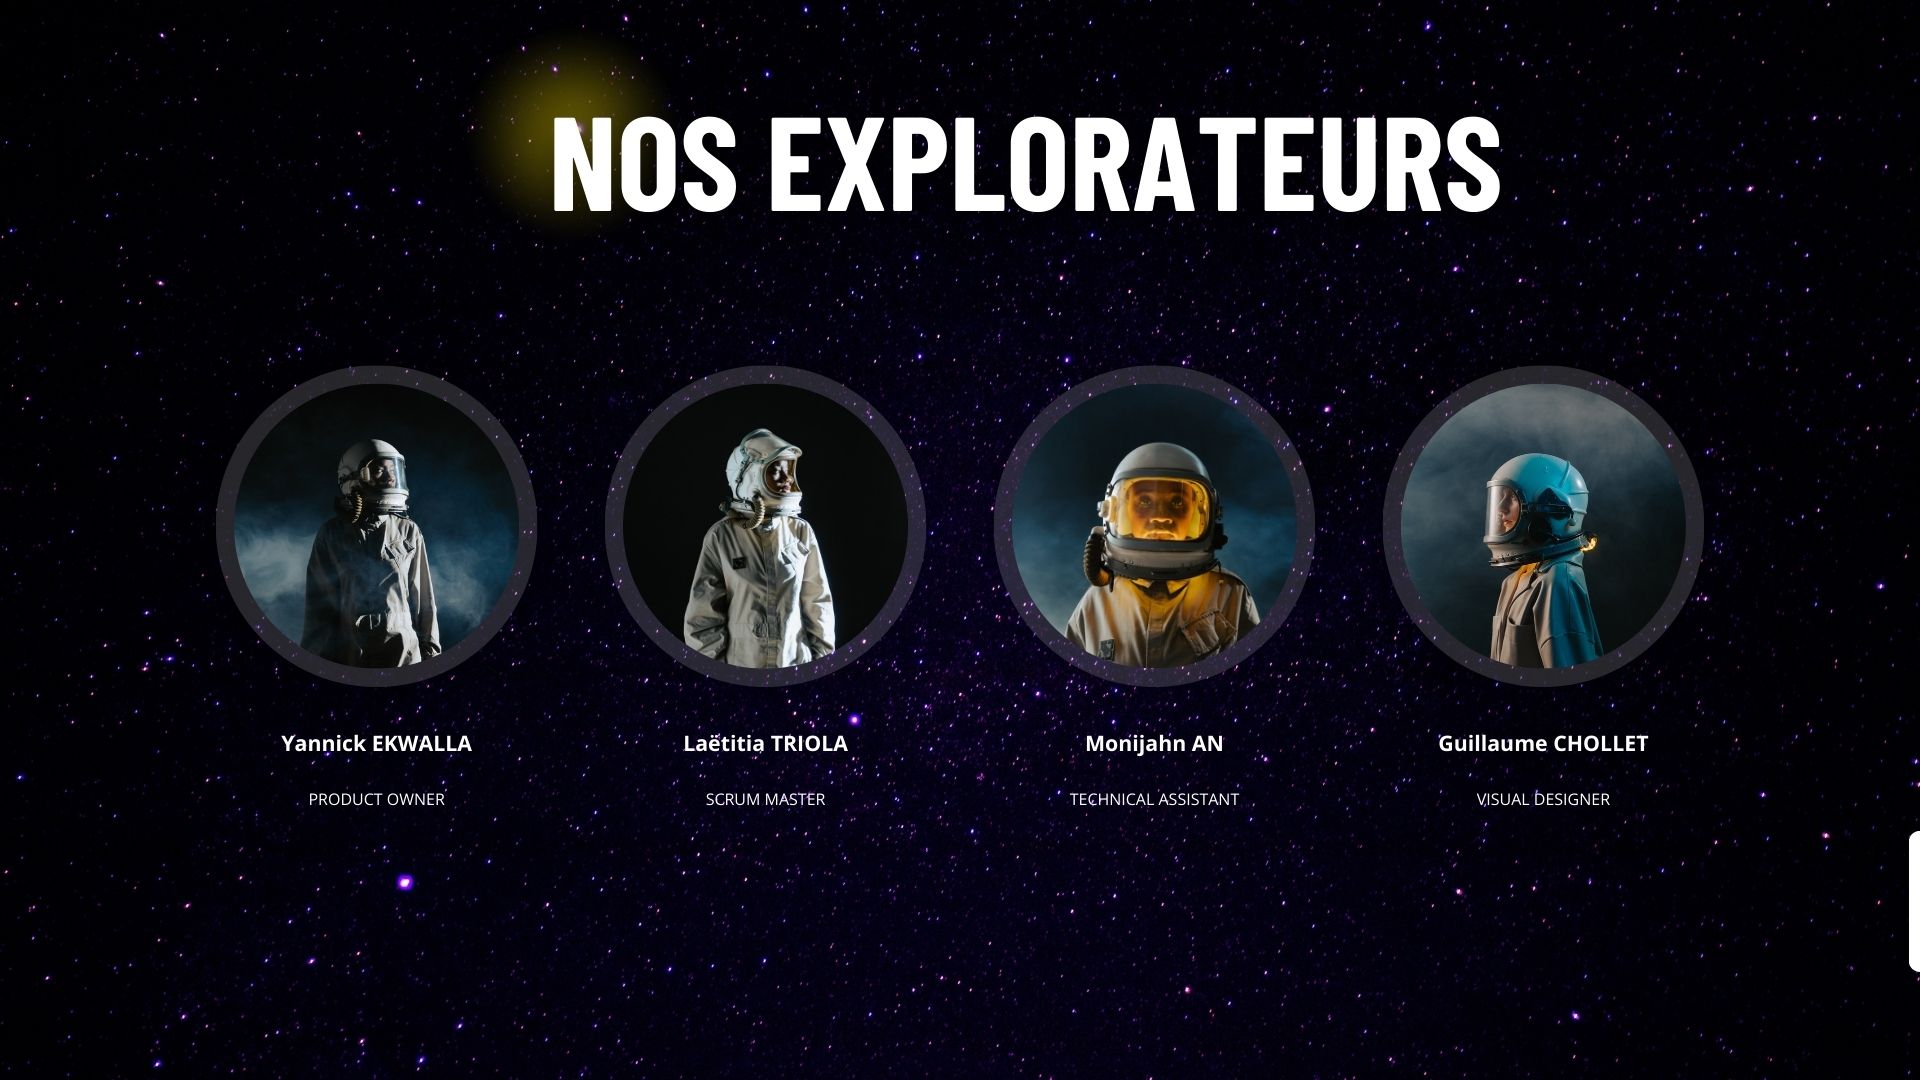 NOS EXPLORATEURS
Yannick EKWALLA
Laëtitia TRIOLA
Monijahn AN
Guillaume CHOLLET
PRODUCT OWNER
SCRUM MASTER
TECHNICAL ASSISTANT
VISUAL DESIGNER